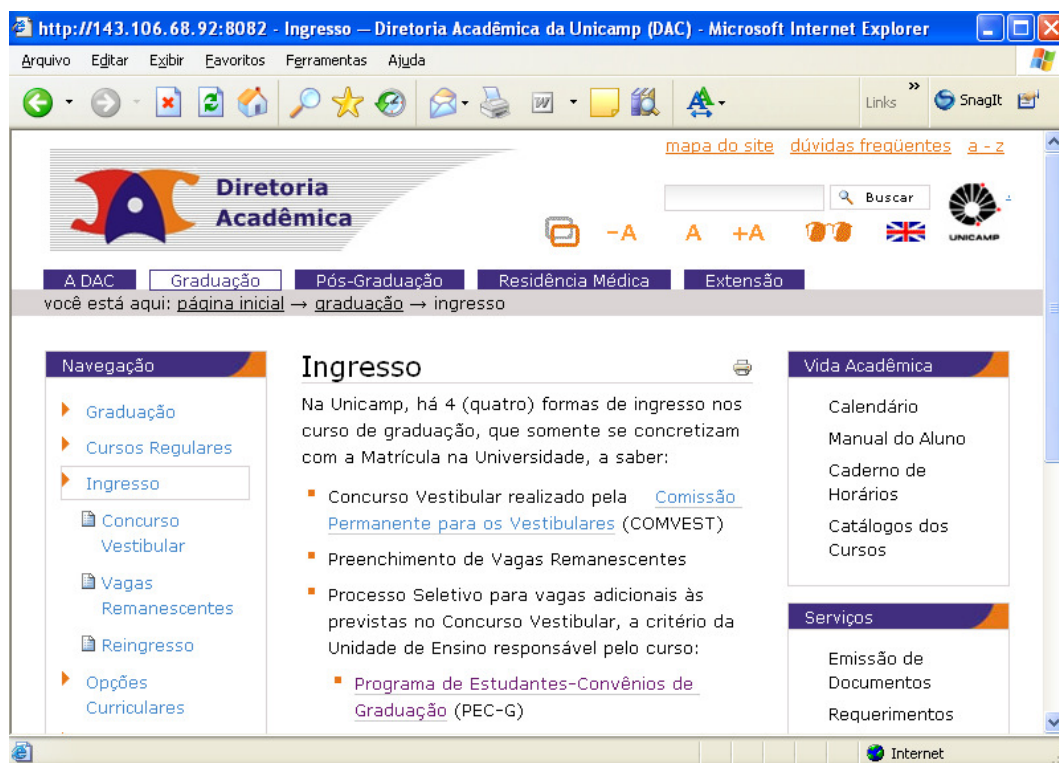 http://143.106.68.92:8082 - Ingresso — Diretoria Acadêmica da Unicamp (DAC) - Microsoft Internet Explorer
Arquivo Editar Exibir Favoritos Ferramentas Ajuda
Links » SnagIt
mapa do site dúvidas freqüentes a - z
Diretoria
Acadêmica
Buscar
-A A +A
UNICAMP
A DAC Graduação Pós-Graduação Residência Médica Extensão
você está aqui: página inicial → graduação → ingresso
Navegação
Graduação
Cursos Regulares
Ingresso
Concurso
Vestibular
Vagas
Remanescentes
Reingresso
Opções
Curriculares
Ingresso
Na Unicamp, há 4 (quatro) formas de ingresso nos
curso de graduação, que somente se concretizam
com a Matrícula na Universidade, a saber:
Concurso Vestibular realizado pela Comissão
Permanente para os Vestibulares (COMVEST)
Preenchimento de Vagas Remanescentes
Processo Seletivo para vagas adicionais às
previstas no Concurso Vestibular, a critério da
Unidade de Ensino responsável pelo curso:
Programa de Estudantes-Convênios de
Graduação (PEC-G)
Vida Acadêmica
Calendário
Manual do Aluno
Caderno de
Horários
Catálogos dos
Cursos
Serviços
Emissão de
Documentos
Requerimentos
Internet